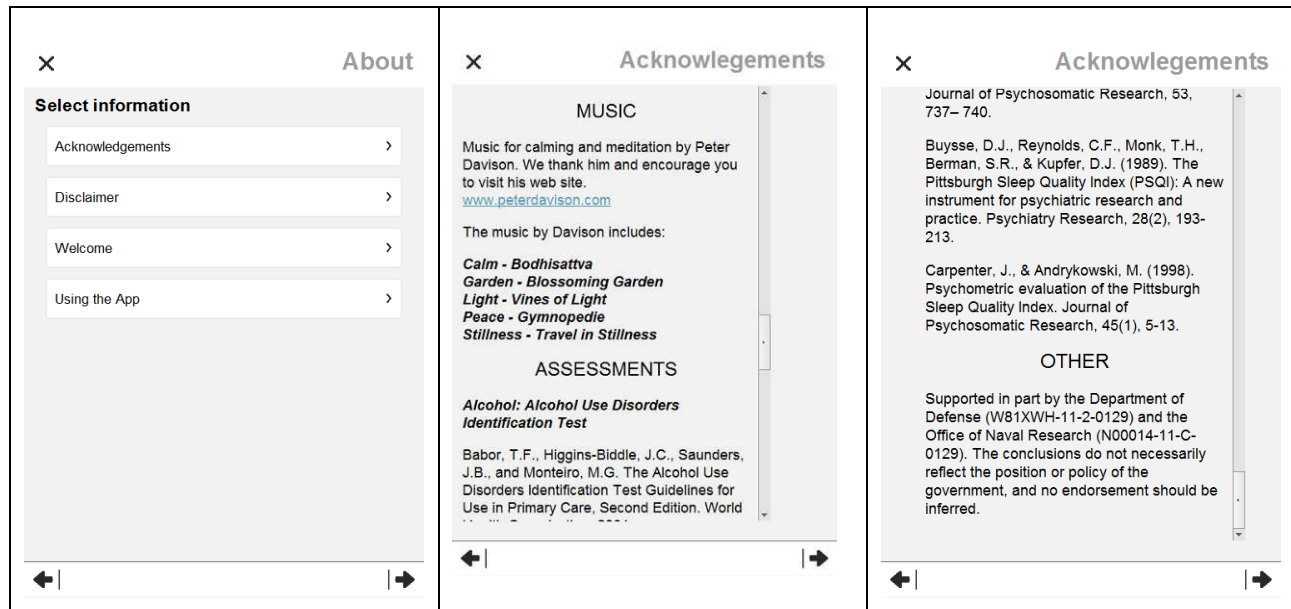 About
Select information
Acknowledgements
Disclaimer
Welcome
Using the App
Acknowlegements
MUSIC
Music for calming and meditation by Peter
Davison. We thank him and encourage you
to visit his web site.
www.peterdavison.com
The music by Davison includes:
Calm - Bodhisattva
Garden - Blossoming Garden
Light - Vines of Light
Peace - Gymnopedie
Stillness - Travel in Stillness
ASSESSMENTS
Alcohol: Alcohol Use Disorders
Identification Test
Babor, T.F., Higgins-Biddle, J.C., Saunders,
J.B., and Monteiro, M.G. The Alcohol Use
Disorders Identification Test Guidelines for
Use in Primary Care, Second Edition. World
Acknowlegements
Journal of Psychosomatic Research, 53,
737– 740.
Buysse, D.J., Reynolds, C.F., Monk, T.H.,
Berman, S.R., & Kupfer, D.J. (1989). The
Pittsburgh Sleep Quality Index (PSQI): A new
instrument for psychiatric research and
practice. Psychiatry Research, 28(2), 193-
213.
Carpenter, J., & Andrykowski, M. (1998).
Psychometric evaluation of the Pittsburgh
Sleep Quality Index. Journal of
Psychosomatic Research, 45(1), 5-13.
OTHER
Supported in part by the Department of
Defense (W81XWH-11-2-0129) and the
Office of Naval Research (N00014-11-C-
0129). The conclusions do not necessarily
reflect the position or policy of the
government, and no endorsement should be
inferred.